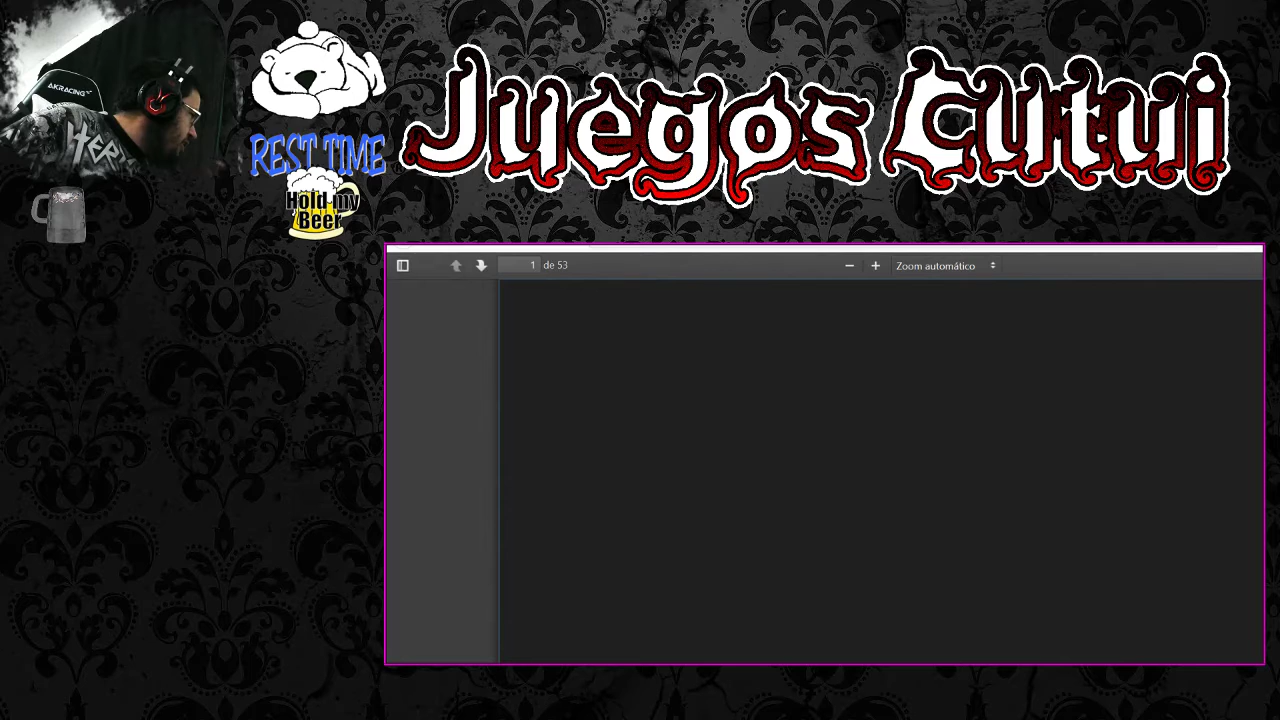 AKRACING
REST TIME
Hold my
Beer
Juegos Cutui
1 de 53
Zoom automático